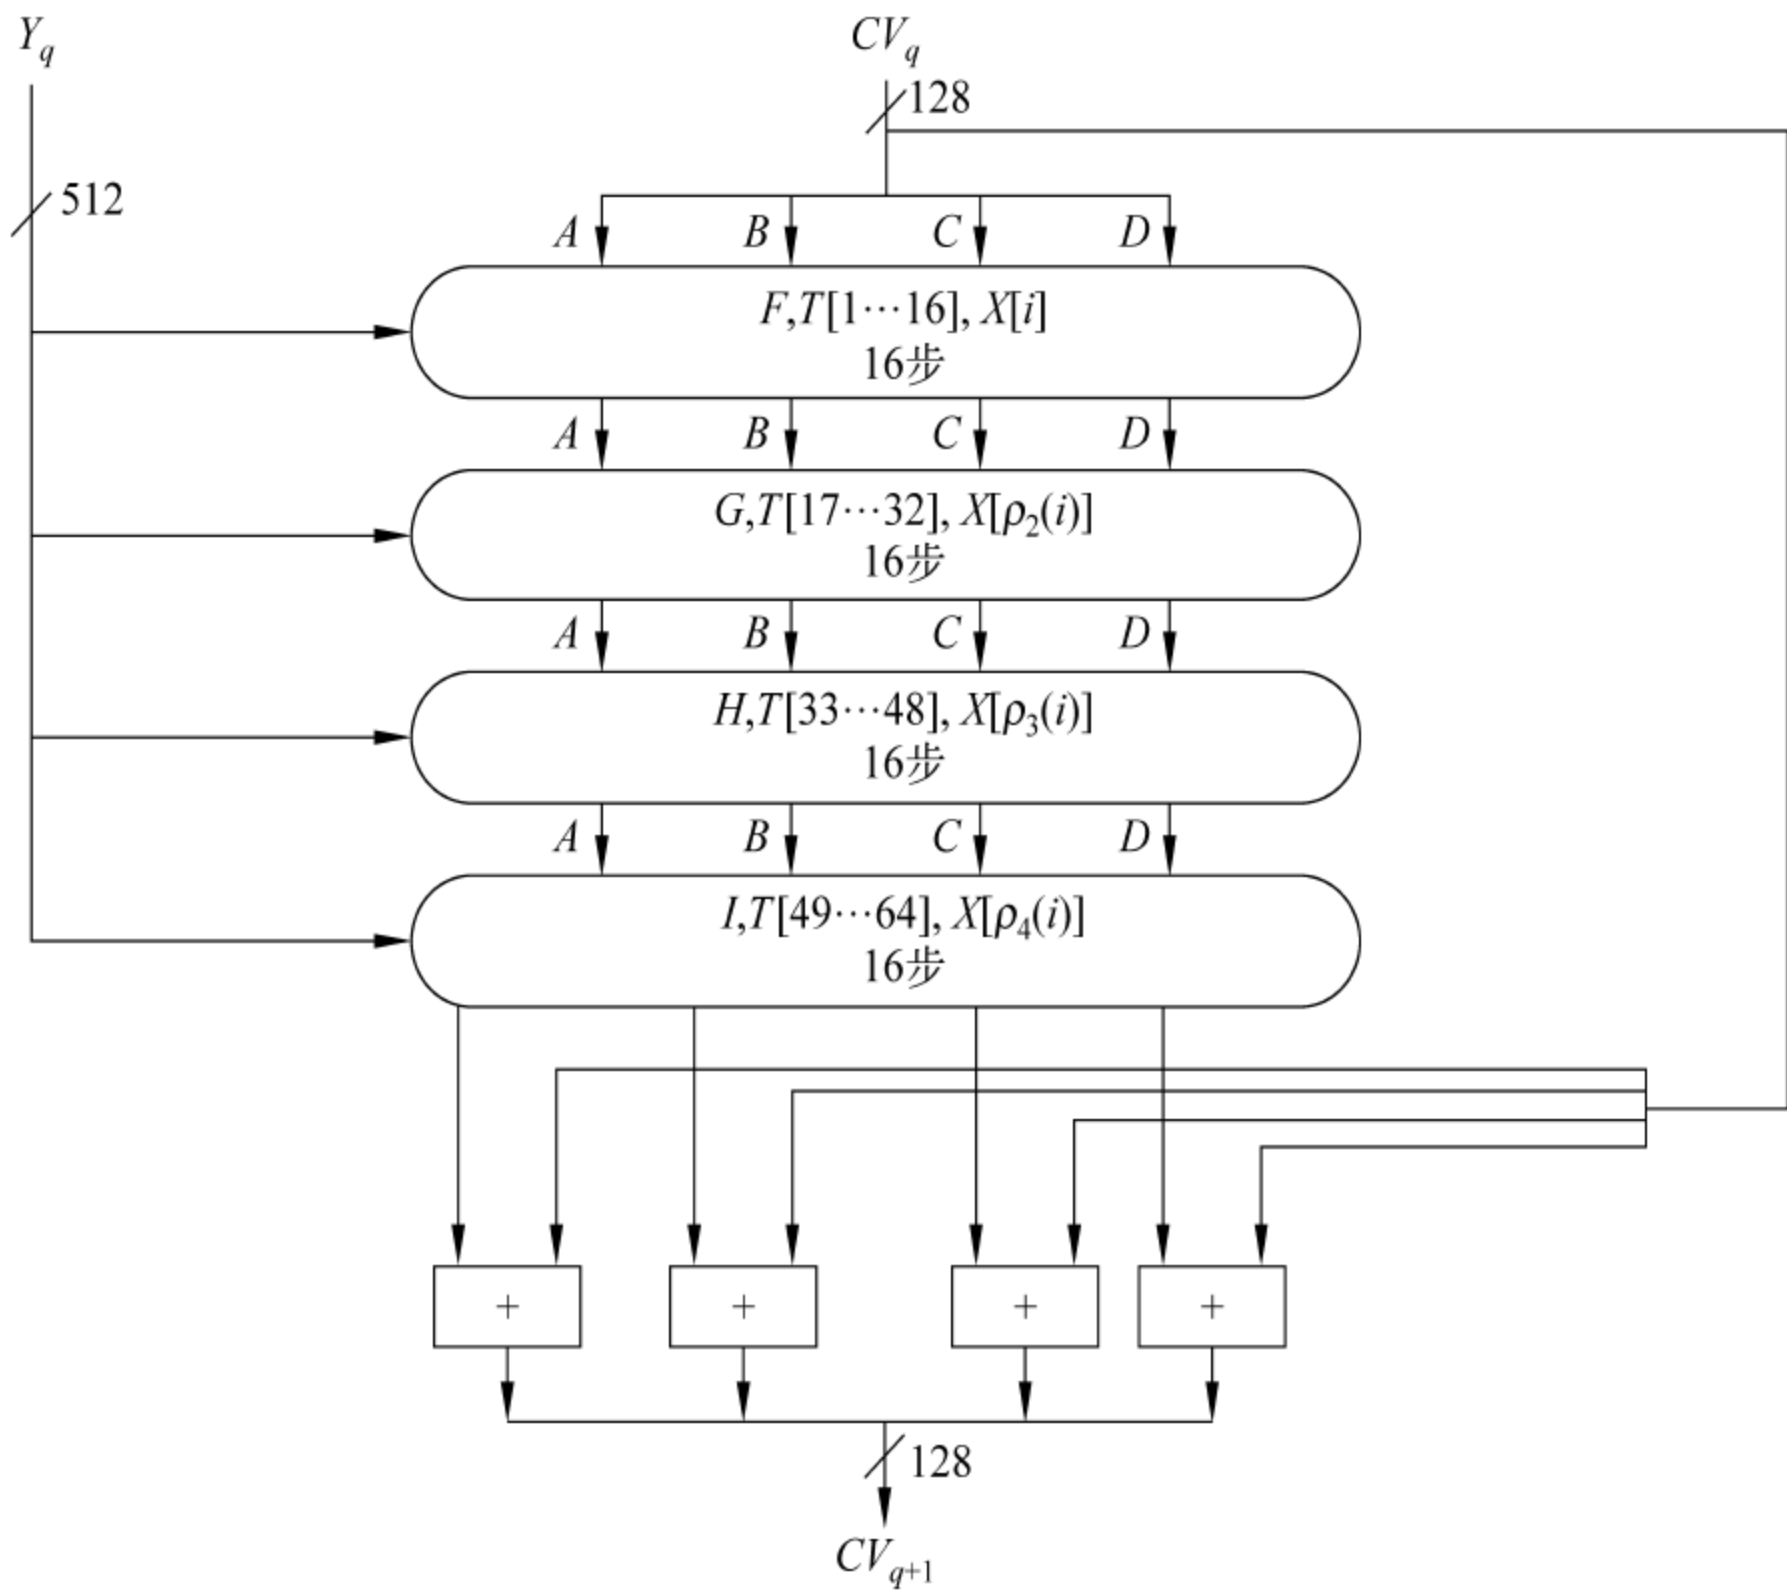 Y_q CV_q
128
512
A B C D
F,T[1···16], X[i]
16步
A B C D
G,T[17···32], X[ρ₂(i)]
16步
A B C D
H,T[33···48], X[ρ₃(i)]
16步
A B C D
I,T[49···64], X[ρ₄(i)]
16步
+ + + +
128
CV_{q+1}